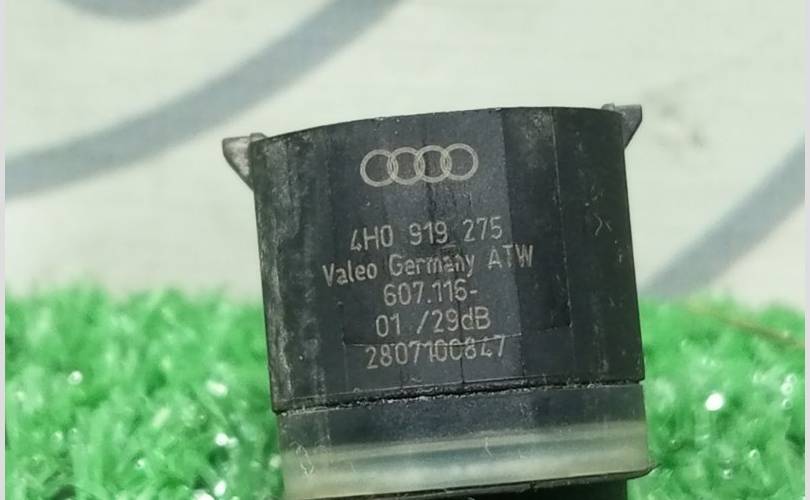 4H0 919 275
Valeo Germany ATW
607.116-
01 /29dB
2807100847